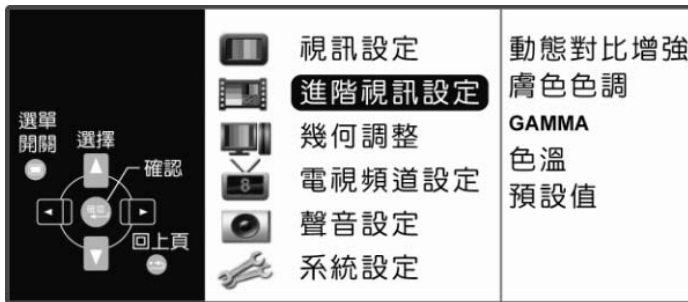 選單
開關
選擇
確認
回上頁
視訊設定
進階視訊設定
幾何調整
電視頻道設定
8
聲音設定
系統設定
動態對比增強
膚色色調
GAMMA
色溫
預設值